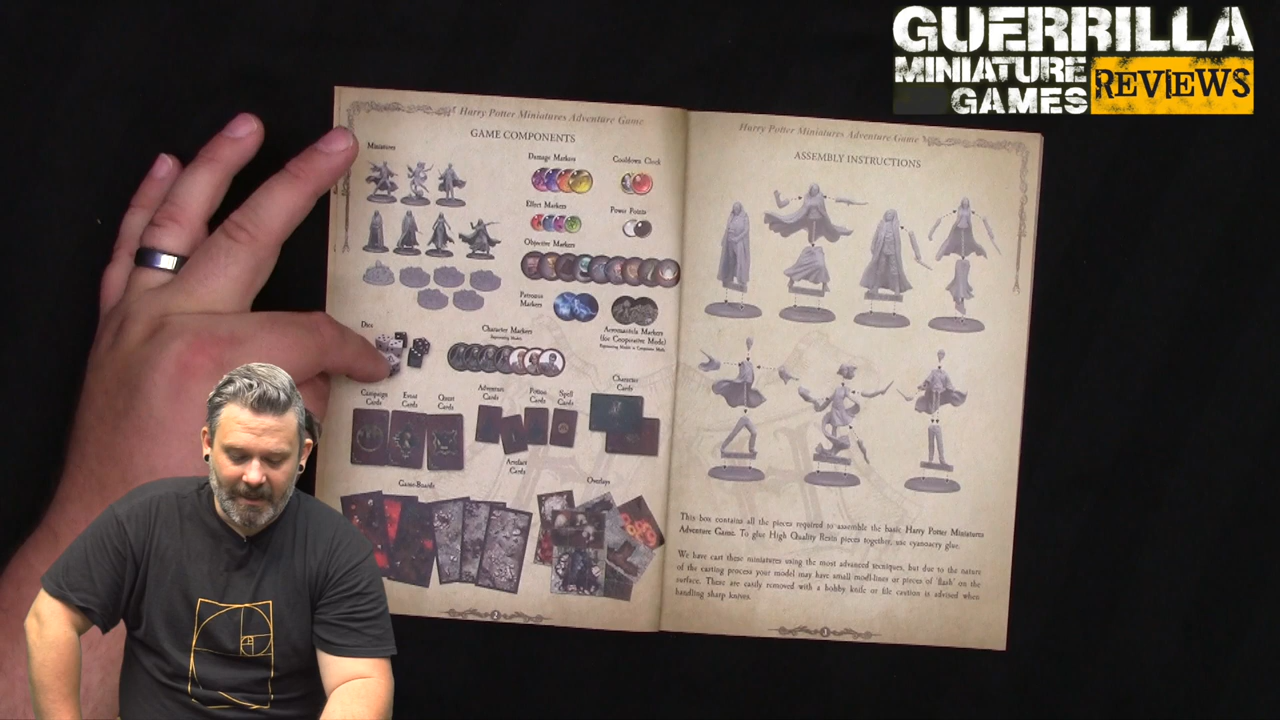 GUERRILLA
MINIATURE
GAMES
REVIEWS
Harry Potter Miniatures Adventure Game
GAME COMPONENTS
Miniatures
Damage Markers
Cooldown Clock
Effect Markers
Power Points
Objective Markers
Patronus
Markers
Acromantula Markers
(for Cooperative Mode)
Dice
Character Markers
Campaign
Cards
Event
Cards
Quest
Cards
Adventure
Cards
Potion
Cards
Spell
Cards
Character
Cards
Artefact
Cards
Game-Boards
Overlays
2
Harry Potter Miniatures Adventure Game
ASSEMBLY INSTRUCTIONS
This box contains all the pieces required to assemble the basic Harry Potter Miniatures
Adventure Game. To glue High Quality Resin pieces together, use cyanoacry glue.
We have cast these miniatures using the most advanced tecniques, but due to the nature
of the casting process your model may have small modl-lines or pieces of 'flash' on the
surface. These are easily removed with a hobby knife or file caution is advised when
handling sharp knives.
3